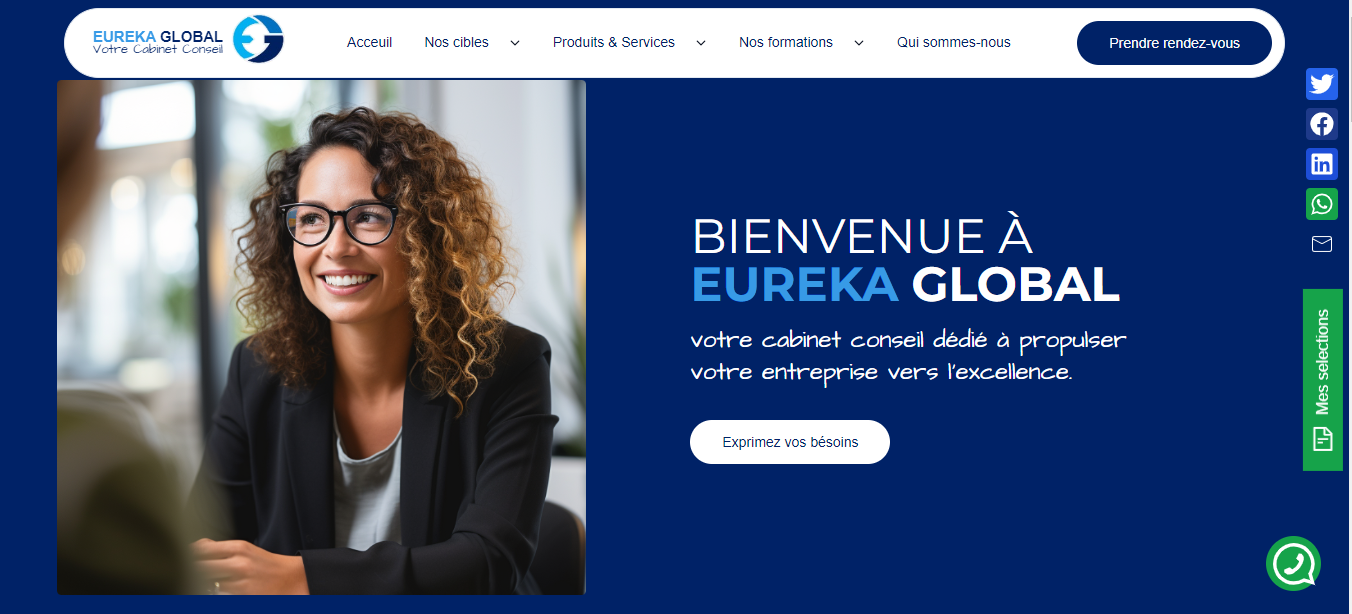 EUREKA GLOBAL
Votre Cabinet Conseil
Acceuil
Nos cibles
Produits & Services
Nos formations
Qui sommes-nous
Prendre rendez-vous
BIENVENUE À
EUREKA GLOBAL
votre cabinet conseil dédié à propulser
votre entreprise vers l'excellence.
Exprimez vos bésoins
Mes selections